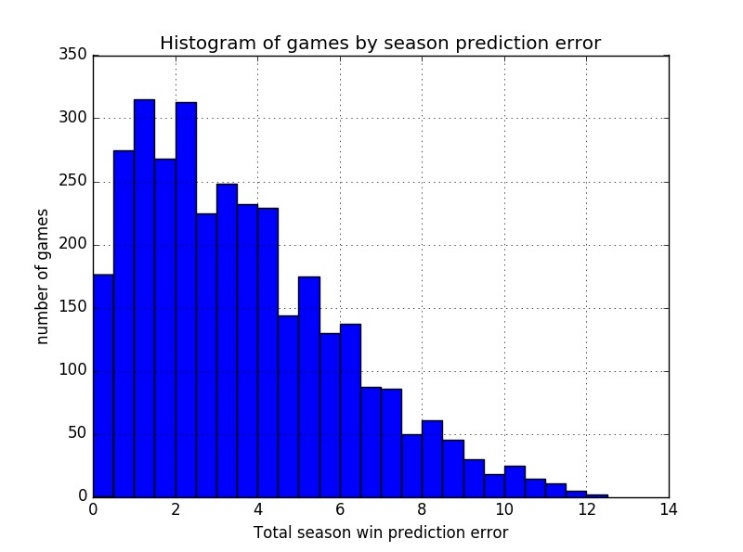 Histogram of games by season prediction error
350
300
250
200
150
100
50
0
number of games
0 2 4 6 8 10 12 14
Total season win prediction error